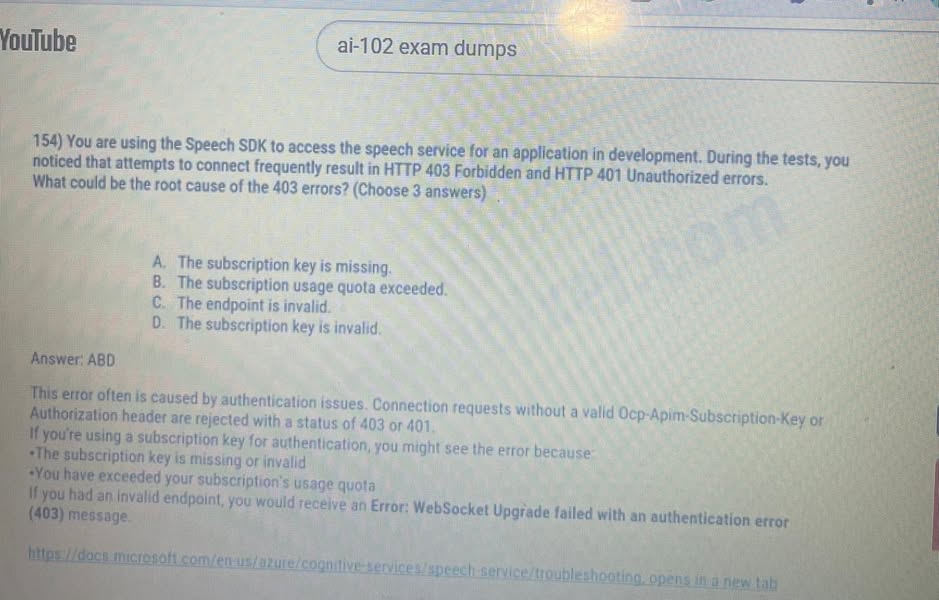 YouTube
ai-102 exam dumps
154) You are using the Speech SDK to access the speech service for an application in development. During the tests, you
noticed that attempts to connect frequently result in HTTP 403 Forbidden and HTTP 401 Unauthorized errors.
What could be the root cause of the 403 errors? (Choose 3 answers)
A. The subscription key is missing.
B. The subscription usage quota exceeded.
C. The endpoint is invalid.
D. The subscription key is invalid.
Answer: ABD
This error often is caused by authentication issues. Connection requests without a valid Ocp-Apim-Subscription-Key or
Authorization header are rejected with a status of 403 or 401.
If you're using a subscription key for authentication, you might see the error because:
•The subscription key is missing or invalid
•You have exceeded your subscription's usage quota
If you had an invalid endpoint, you would receive an Error: WebSocket Upgrade failed with an authentication error
(403) message.
https://docs.microsoft.com/en-us/azure/cognitive-services/speech-service/troubleshooting, opens in a new tab